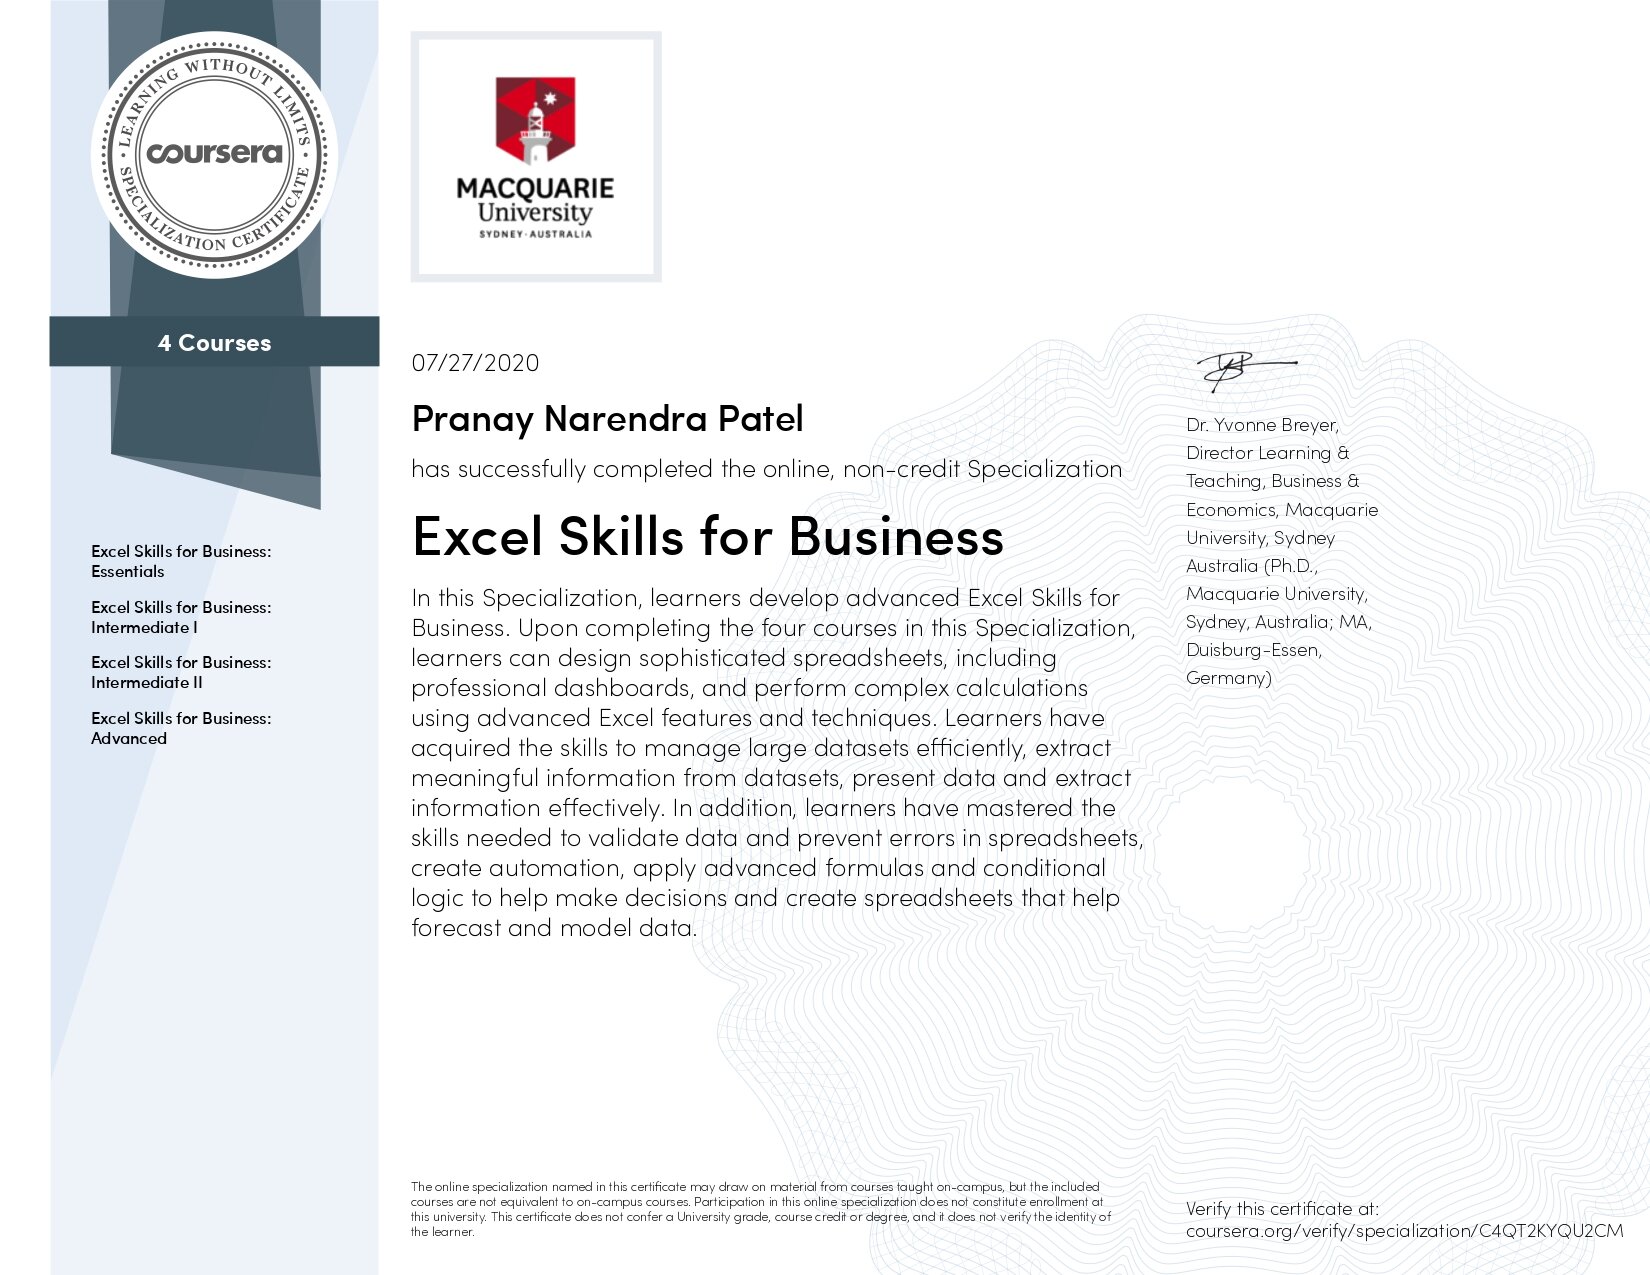 LEARNING WITHOUT LIMITS
coursera
SPECIALIZATION CERTIFICATE
4 Courses
Excel Skills for Business:
Essentials
Excel Skills for Business:
Intermediate I
Excel Skills for Business:
Intermediate II
Excel Skills for Business:
Advanced
MACQUARIE
University
SYDNEY·AUSTRALIA
07/27/2020
Pranay Narendra Patel
has successfully completed the online, non-credit Specialization
Excel Skills for Business
In this Specialization, learners develop advanced Excel Skills for
Business. Upon completing the four courses in this Specialization,
learners can design sophisticated spreadsheets, including
professional dashboards, and perform complex calculations
using advanced Excel features and techniques. Learners have
acquired the skills to manage large datasets efficiently, extract
meaningful information from datasets, present data and extract
information effectively. In addition, learners have mastered the
skills needed to validate data and prevent errors in spreadsheets,
create automation, apply advanced formulas and conditional
logic to help make decisions and create spreadsheets that help
forecast and model data.
Dr. Yvonne Breyer,
Director Learning &
Teaching, Business &
Economics, Macquarie
University, Sydney
Australia (Ph.D.,
Macquarie University,
Sydney, Australia; MA,
Duisburg-Essen,
Germany)
The online specialization named in this certificate may draw on material from courses taught on-campus, but the included
courses are not equivalent to on-campus courses. Participation in this online specialization does not constitute enrollment at
this university. This certificate does not confer a University grade, course credit or degree, and it does not verify the identity of
the learner.
Verify this certificate at:
coursera.org/verify/specialization/C4QT2KYQU2CM